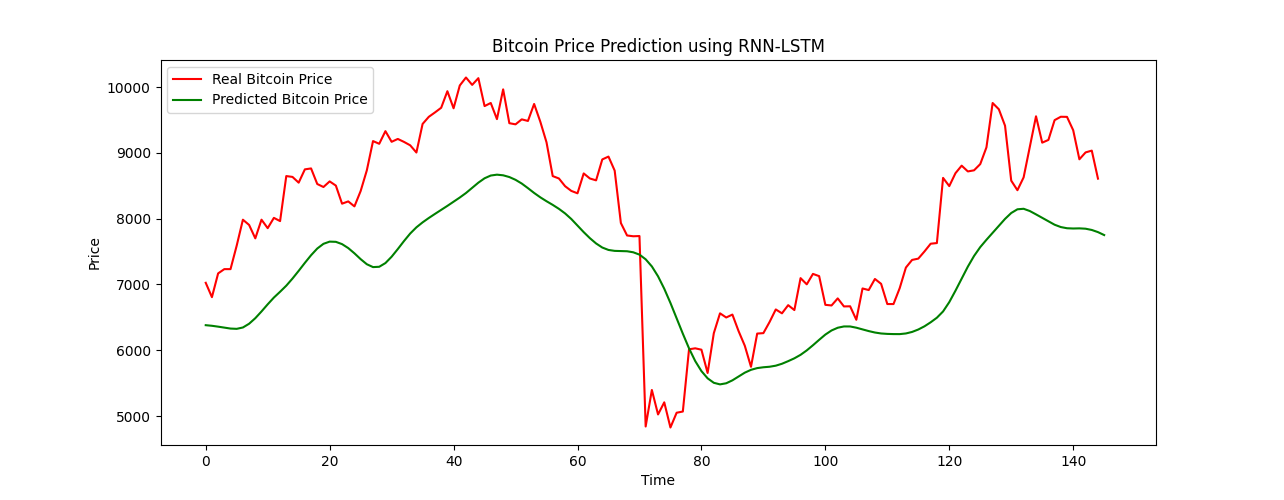 Bitcoin Price Prediction using RNN-LSTM
Real Bitcoin Price
Predicted Bitcoin Price
10000
9000
8000
7000
6000
5000
Price
0 20 40 60 80 100 120 140
Time